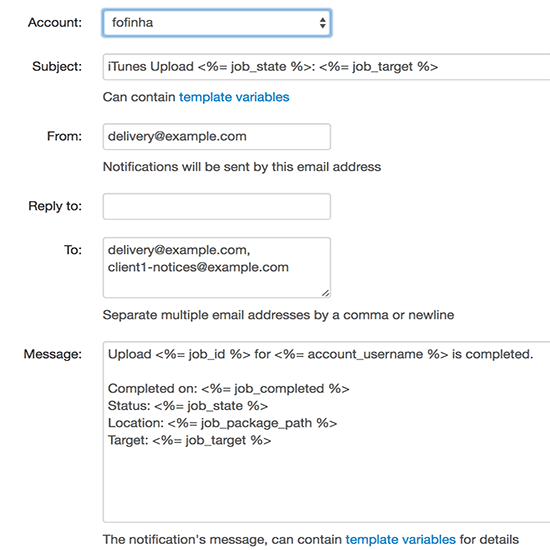 Account: fofinha
Subject: iTunes Upload <%= job_state %>: <%= job_target %>
Can contain template variables
From: delivery@example.com
Notifications will be sent by this email address
Reply to:
To: delivery@example.com,
client1-notices@example.com
Separate multiple email addresses by a comma or newline
Message: Upload <%= job_id %> for <%= account_username %> is completed.
Completed on: <%= job_completed %>
Status: <%= job_state %>
Location: <%= job_package_path %>
Target: <%= job_target %>
The notification's message, can contain template variables for details